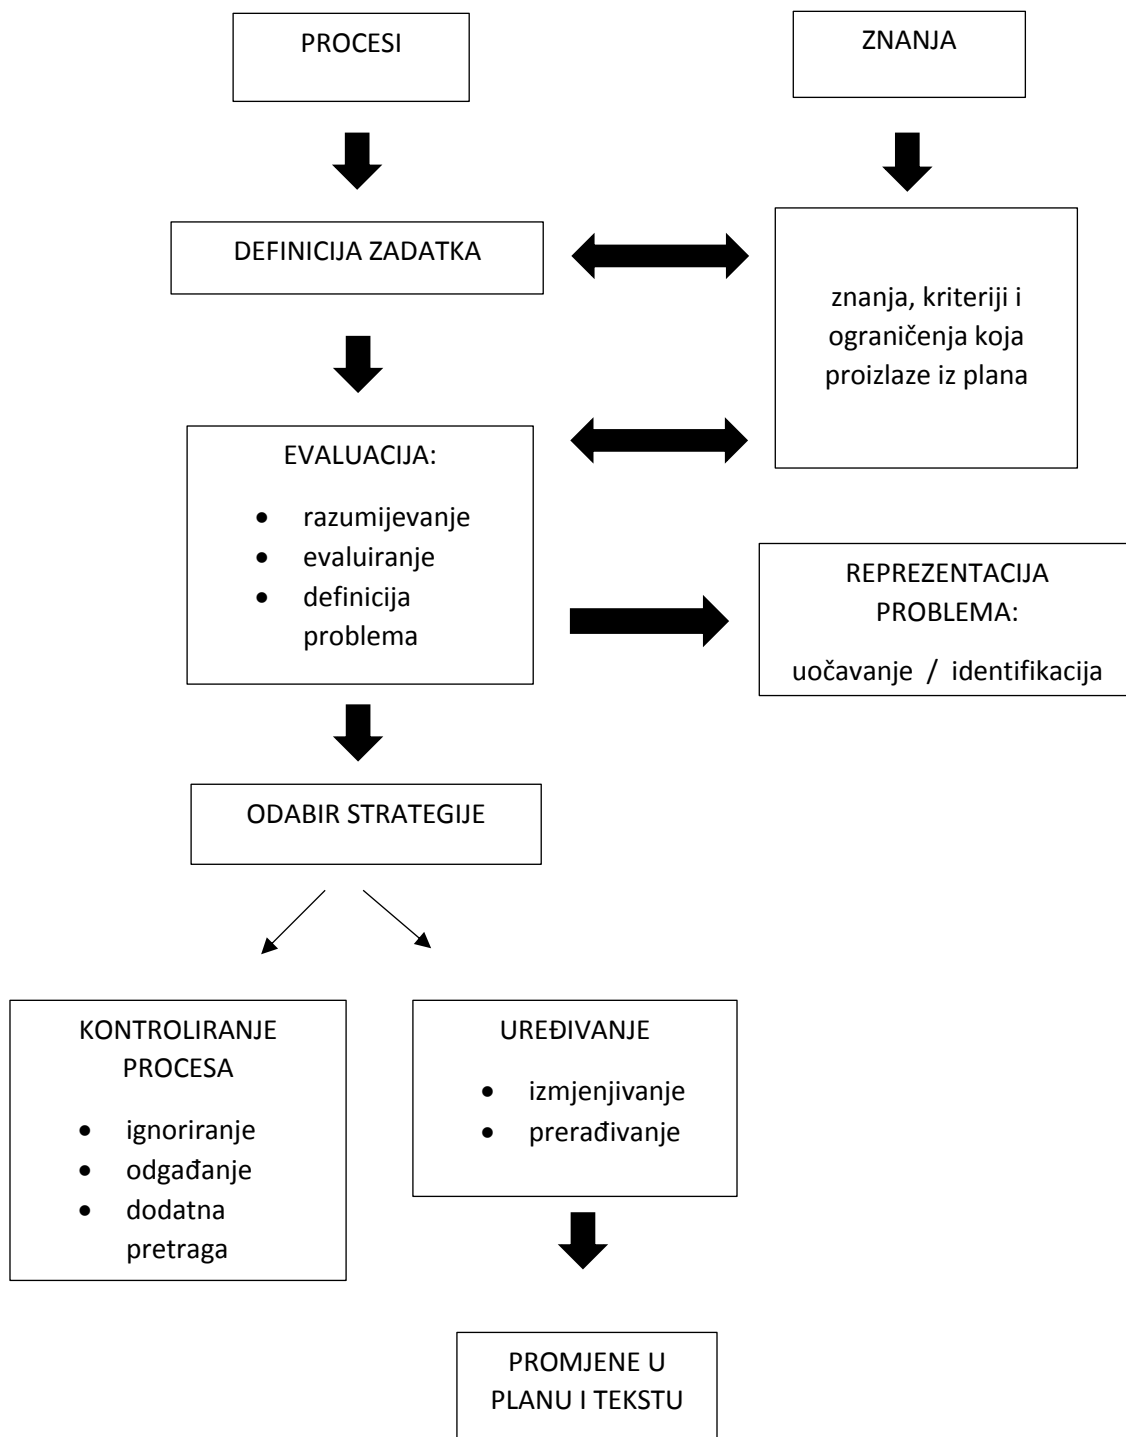 PROCESI
ZNANJA
DEFINICIJA ZADATKA
znanja, kriteriji i
ograničenja koja
proizlaze iz plana
EVALUACIJA:
• razumijevanje
• evaluiranje
• definicija
problema
REPREZENTACIJA
PROBLEMA:
uočavanje / identifikacija
ODABIR STRATEGIJE
KONTROLIRANJE
PROCESA
• ignoriranje
• odgađanje
• dodatna
pretraga
UREĐIVANJE
• izmjenjivanje
• prerađivanje
PROMJENE U
PLANU I TEKSTU